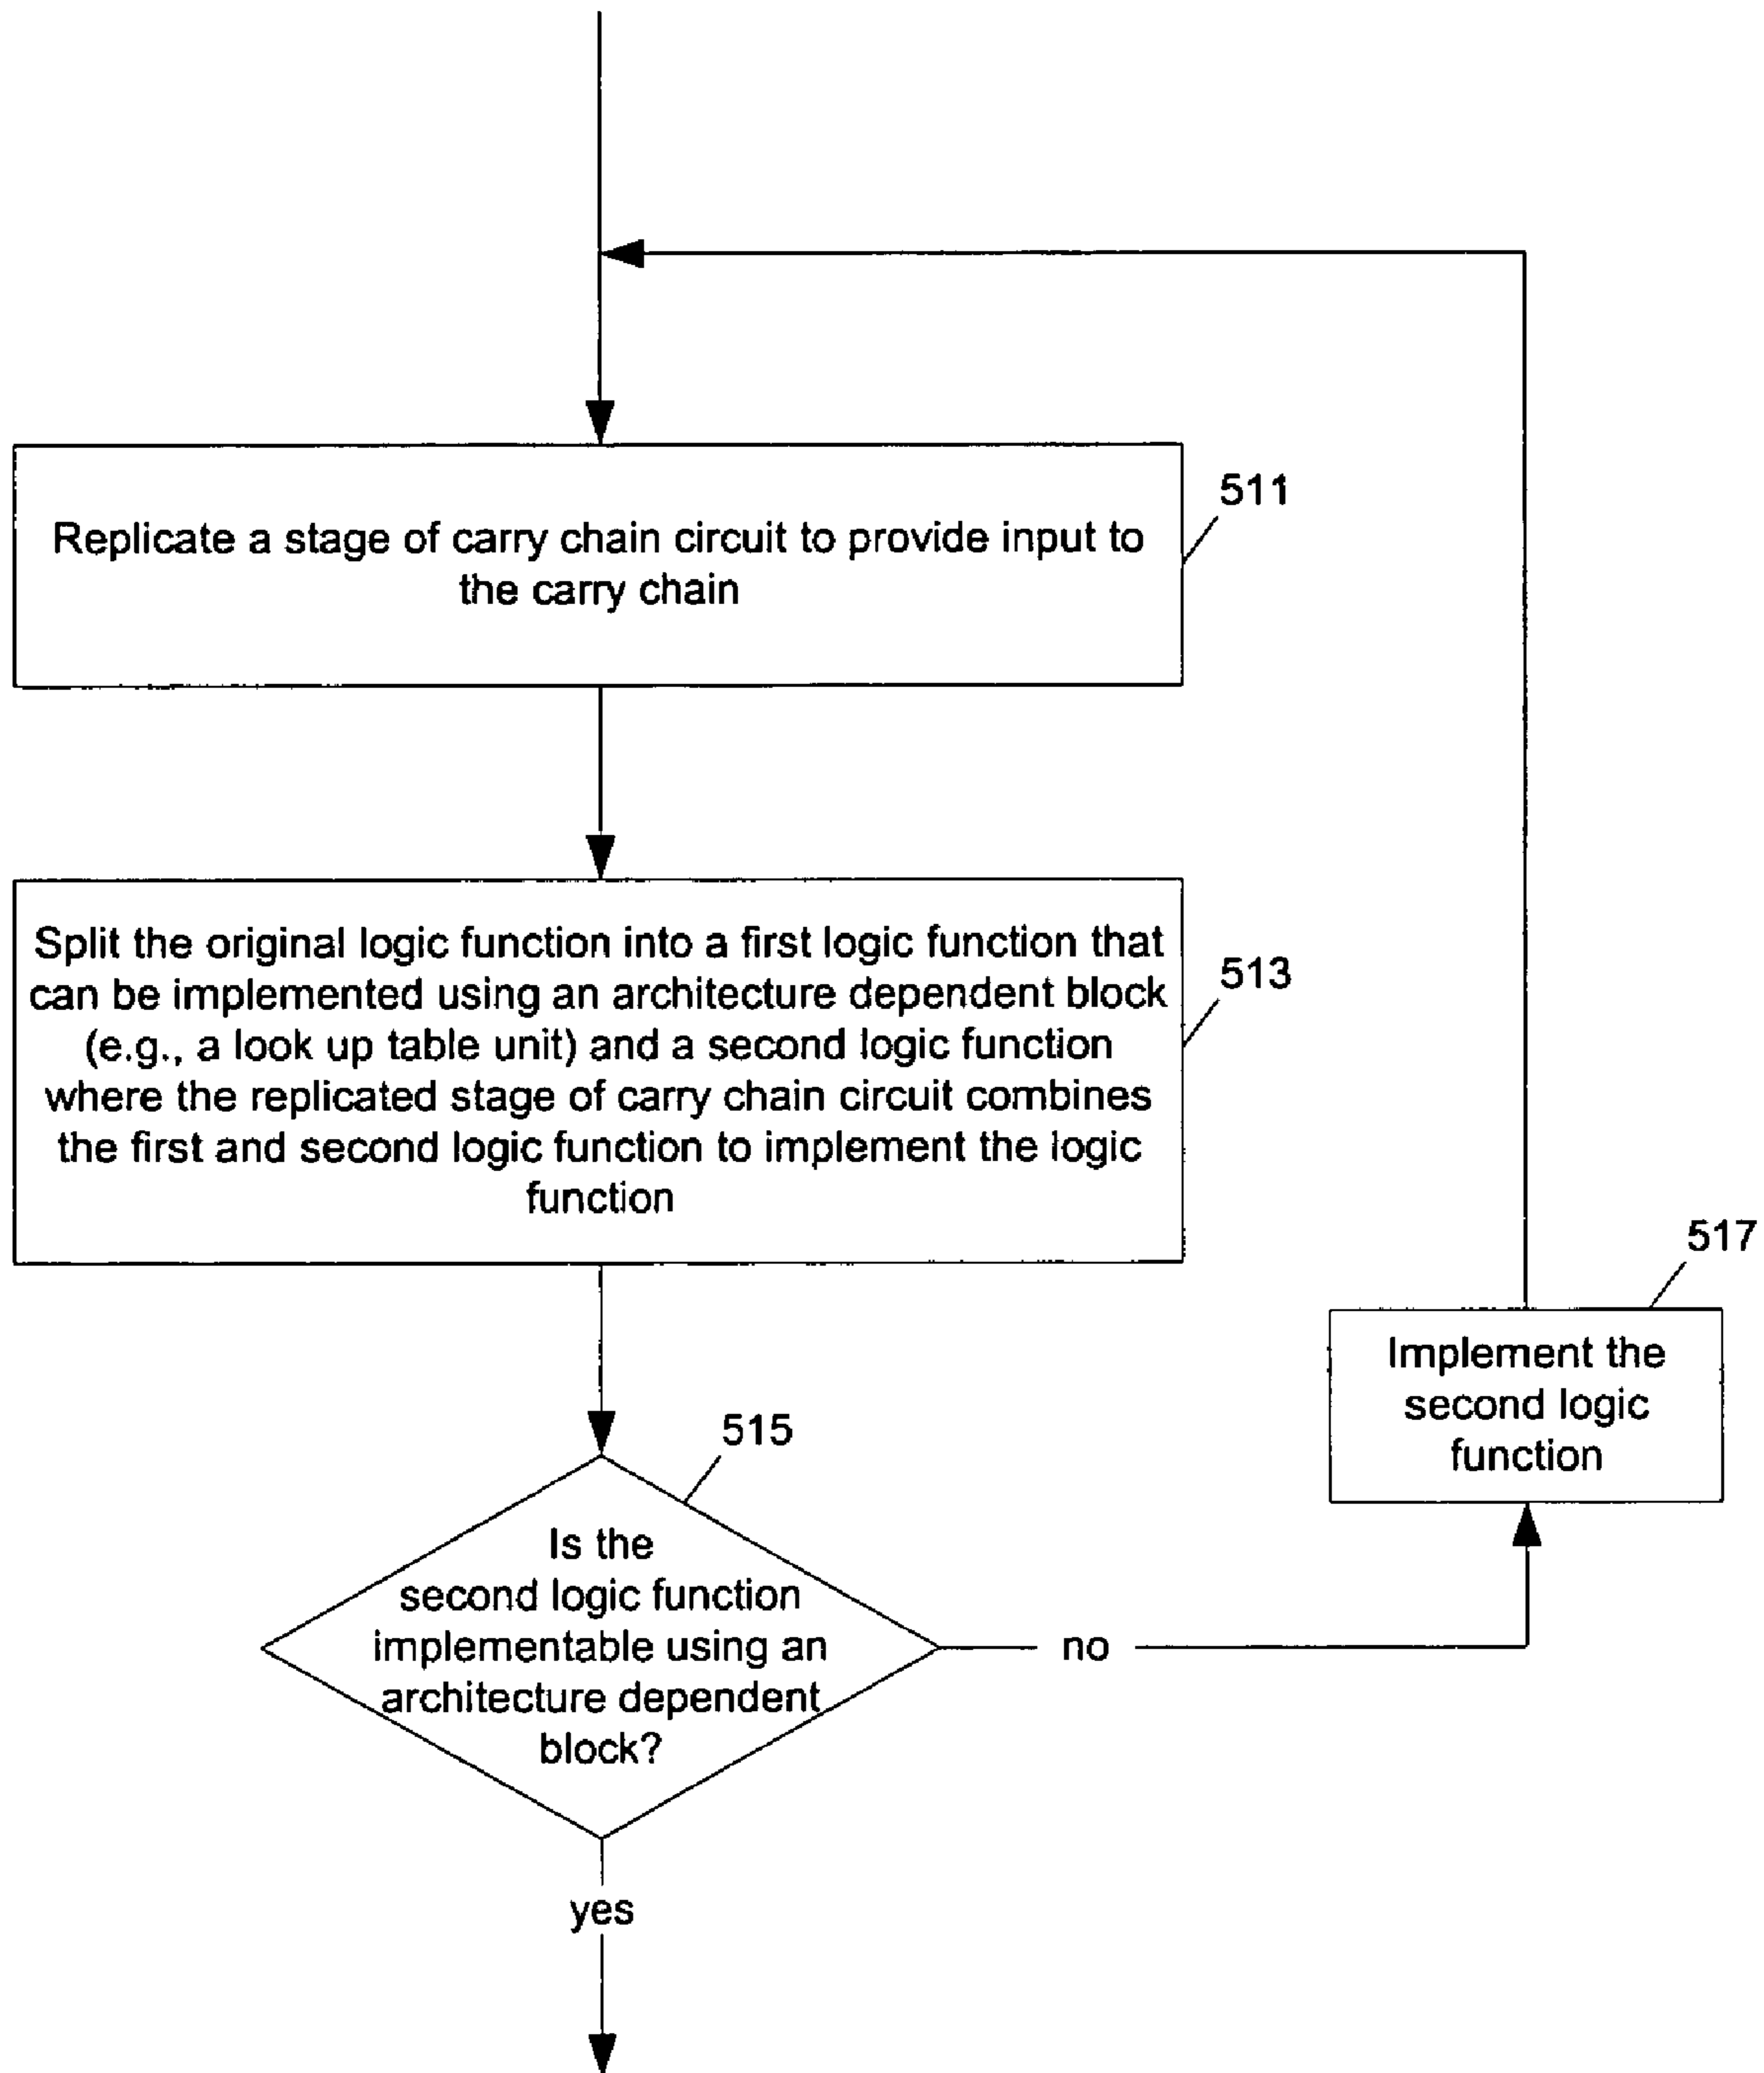 511
Replicate a stage of carry chain circuit to provide input to
the carry chain
Split the original logic function into a first logic function that
can be implemented using an architecture dependent block
(e.g., a look up table unit) and a second logic function
where the replicated stage of carry chain circuit combines
the first and second logic function to implement the logic
function
513
517
Implement the
second logic
function
515
Is the
second logic function
implementable using an
architecture dependent
block?
no
yes